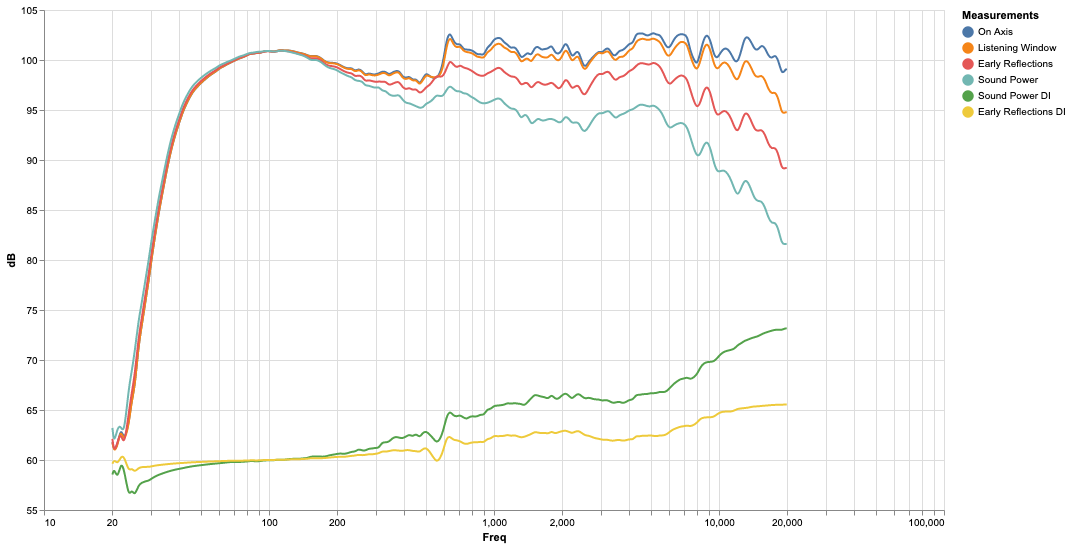 105
100
95
90
85
80
75
70
65
60
55
dB
10
20
100
200
1,000
2,000
10,000
20,000
100,000
Freq
Measurements
On Axis
Listening Window
Early Reflections
Sound Power
Sound Power DI
Early Reflections DI